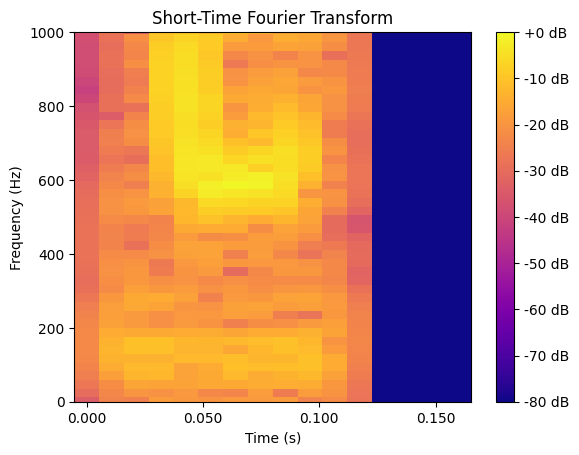 Short-Time Fourier Transform
Frequency (Hz)
1000
800
600
400
200
0
0.000
0.050
0.100
0.150
Time (s)
+0 dB
-10 dB
-20 dB
-30 dB
-40 dB
-50 dB
-60 dB
-70 dB
-80 dB